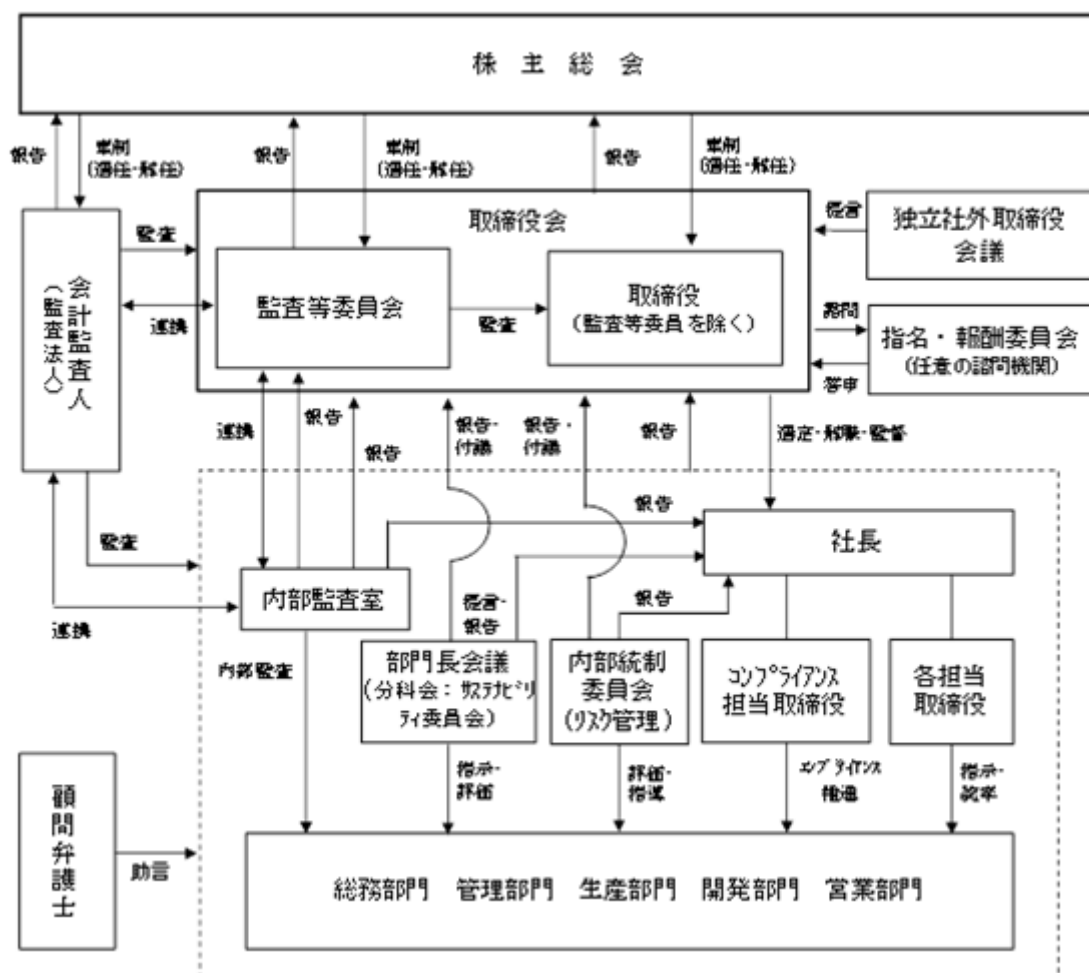 株主総会
報告
(選任・解任)
報告
(選任・解任)
報告
(選任・解任)
会計監査人
(監査法人)
監査
連携
取締役会
監査等委員会
監査
取締役
(監査等委員を除く)
提言
独立社外取締役
会議
諮問
答申
指名・報酬委員会
(任意の諮問機関)
連携
報告
報告
報告・
付議
報告・
付議
報告
選定・解職・監督
監査
連携
報告
社長
内部監査室
提言・
報告
報告
内部監査
部門長会議
(分科会：ｻｽﾃﾅﾋﾞﾘ
ﾃｨ委員会)
内部統制
委員会
(ﾘｽｸ管理)
ｺﾝﾌﾟﾗｲｱﾝｽ
担当取締役
各担当
取締役
指示・
評価
評価・
指導
推進
指示・
顧問弁護士
助言
総務部門　管理部門　生産部門　開発部門　営業部門